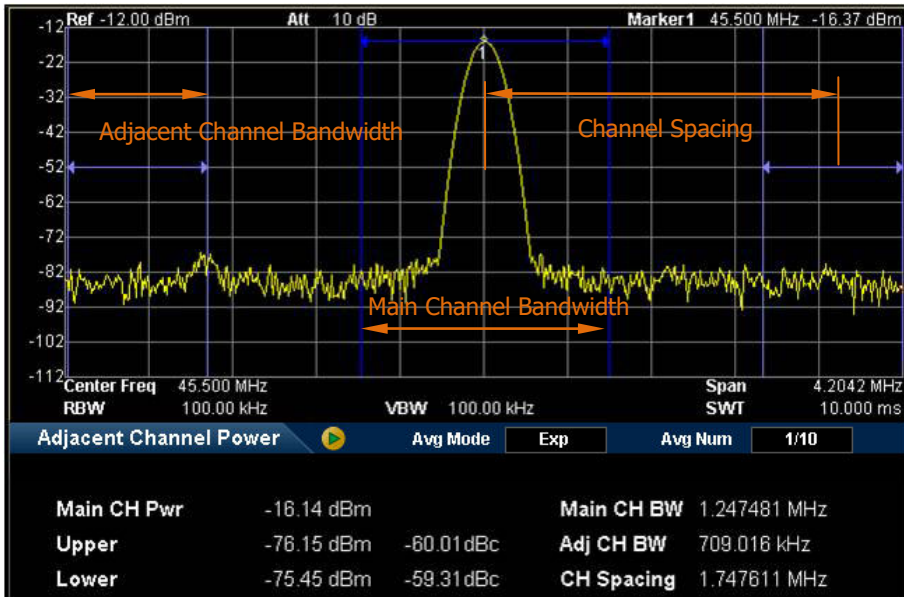 Ref -12.00 dBm Att 10 dB Marker1 45.500 MHz -16.37 dBm
-12
1
-22
-32
Adjacent Channel Bandwidth Channel Spacing
-42
-52
-62
-72
-82
-92
Main Channel Bandwidth
-102
-112
Center Freq 45.500 MHz Span 4.2042 MHz
RBW 100.00 kHz VBW 100.00 kHz SWT 10.000 ms
Adjacent Channel Power Avg Mode Exp Avg Num 1/10
Main CH Pwr -16.14 dBm Main CH BW 1.247481 MHz
Upper -76.15 dBm -60.01dBc Adj CH BW 709.016 kHz
Lower -75.45 dBm -59.31dBc CH Spacing 1.747611 MHz